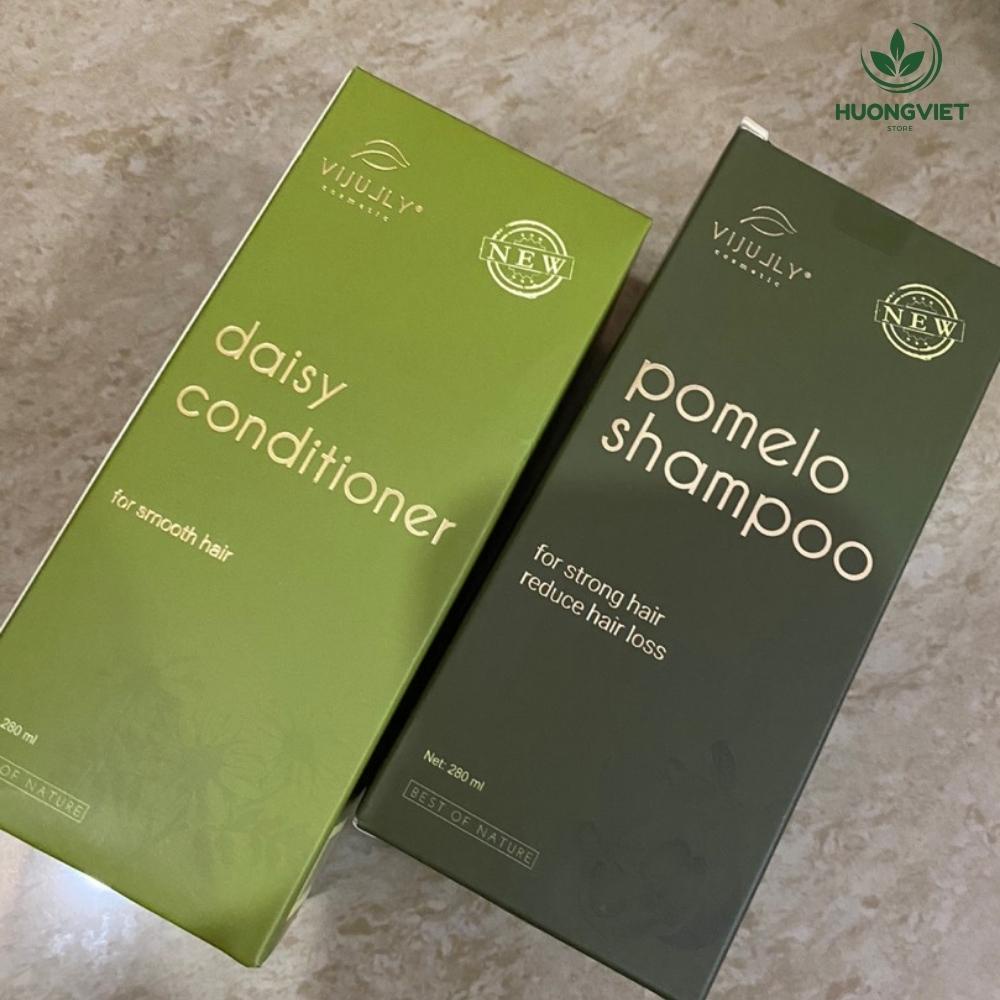 HUONGVIET
STORE
VIJULLY®
cosmetic
NEW
daisy
conditioner
for smooth hair
280 ml
OF NATURE
VIJULLY®
cosmetic
NEW
pomelo
shampoo
for strong hair
reduce hair loss
Net: 280 ml
BEST OF NATURE